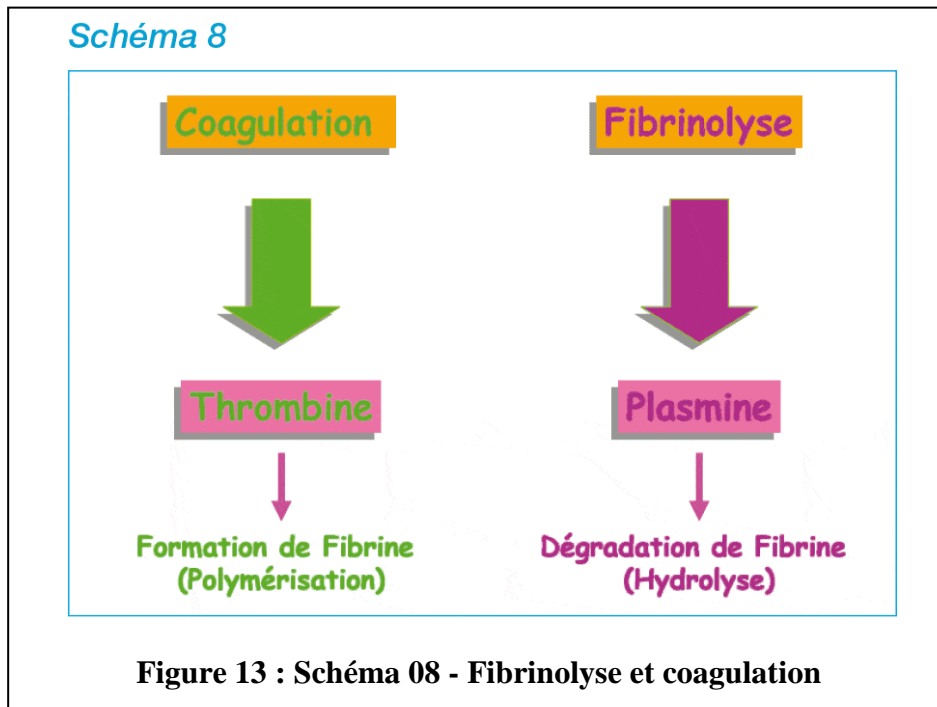 Schéma 8
Coagulation
Fibrinolyse
Thrombine
Plasmine
Formation de Fibrine
(Polymérisation)
Dégradation de Fibrine
(Hydrolyse)
Figure 13 : Schéma 08 - Fibrinolyse et coagulation